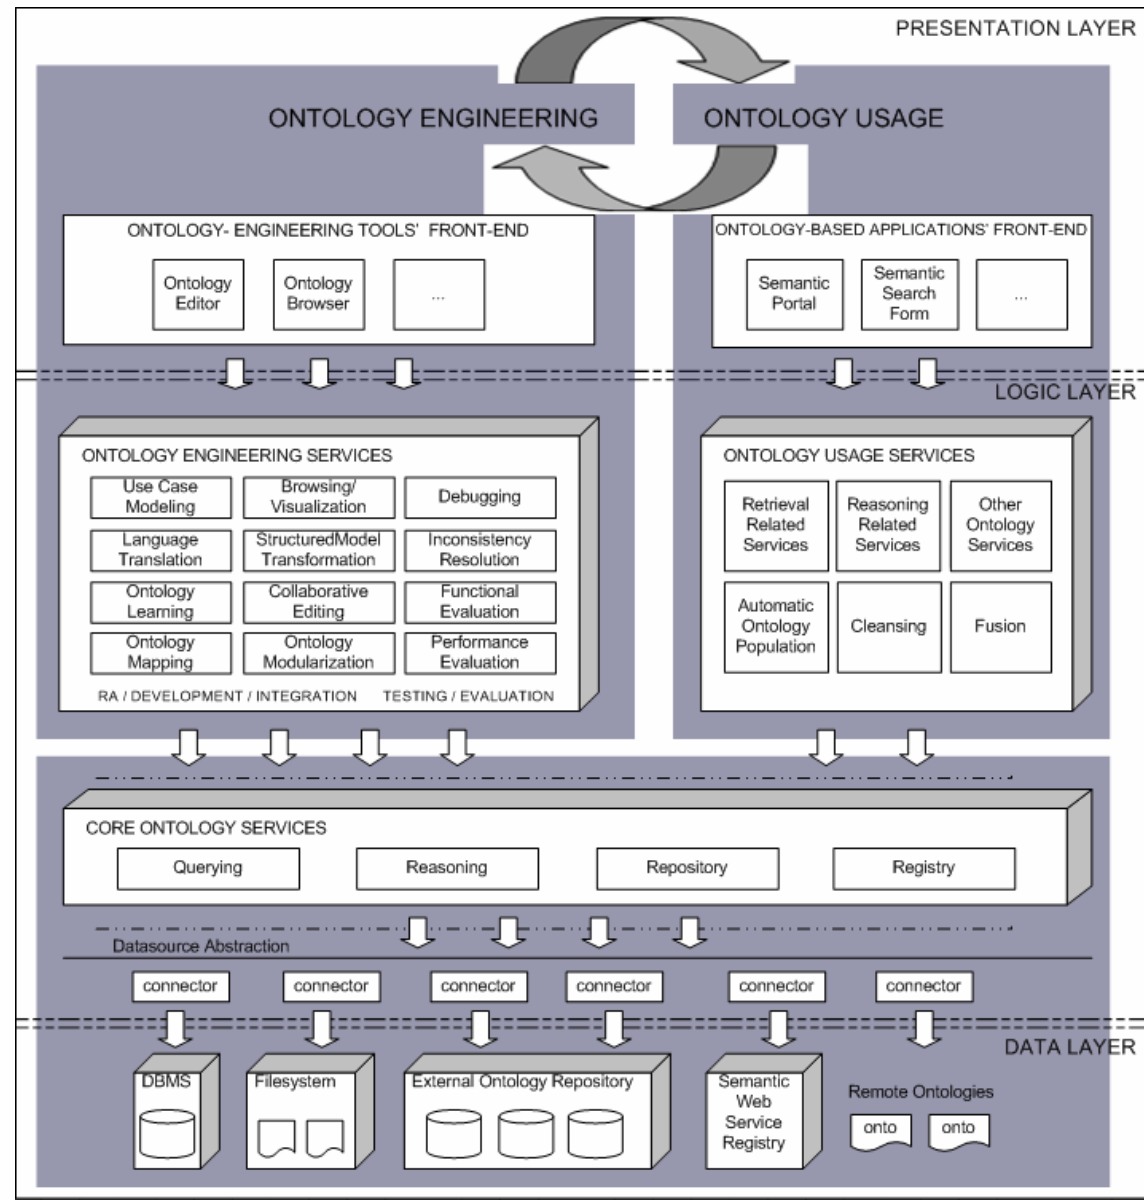 PRESENTATION LAYER
ONTOLOGY ENGINEERING
ONTOLOGY USAGE
ONTOLOGY- ENGINEERING TOOLS' FRONT-END
Ontology
Editor
Ontology
Browser
...
ONTOLOGY-BASED APPLICATIONS' FRONT-END
Semantic
Portal
Semantic
Search
Form
...
LOGIC LAYER
ONTOLOGY ENGINEERING SERVICES
Use Case
Modeling
Browsing/
Visualization
Debugging
Language
Translation
StructuredModel
Transformation
Inconsistency
Resolution
Ontology
Learning
Collaborative
Editing
Functional
Evaluation
Ontology
Mapping
Ontology
Modularization
Performance
Evaluation
RA / DEVELOPMENT / INTEGRATION
TESTING / EVALUATION
ONTOLOGY USAGE SERVICES
Retrieval
Related
Services
Reasoning
Related
Services
Other
Ontology
Services
Automatic
Ontology
Population
Cleansing
Fusion
CORE ONTOLOGY SERVICES
Querying
Reasoning
Repository
Registry
Datasource Abstraction
connector
connector
connector
connector
connector
connector
DATA LAYER
DBMS
Filesystem
External Ontology Repository
Semantic
Web
Service
Registry
Remote Ontologies
onto
onto